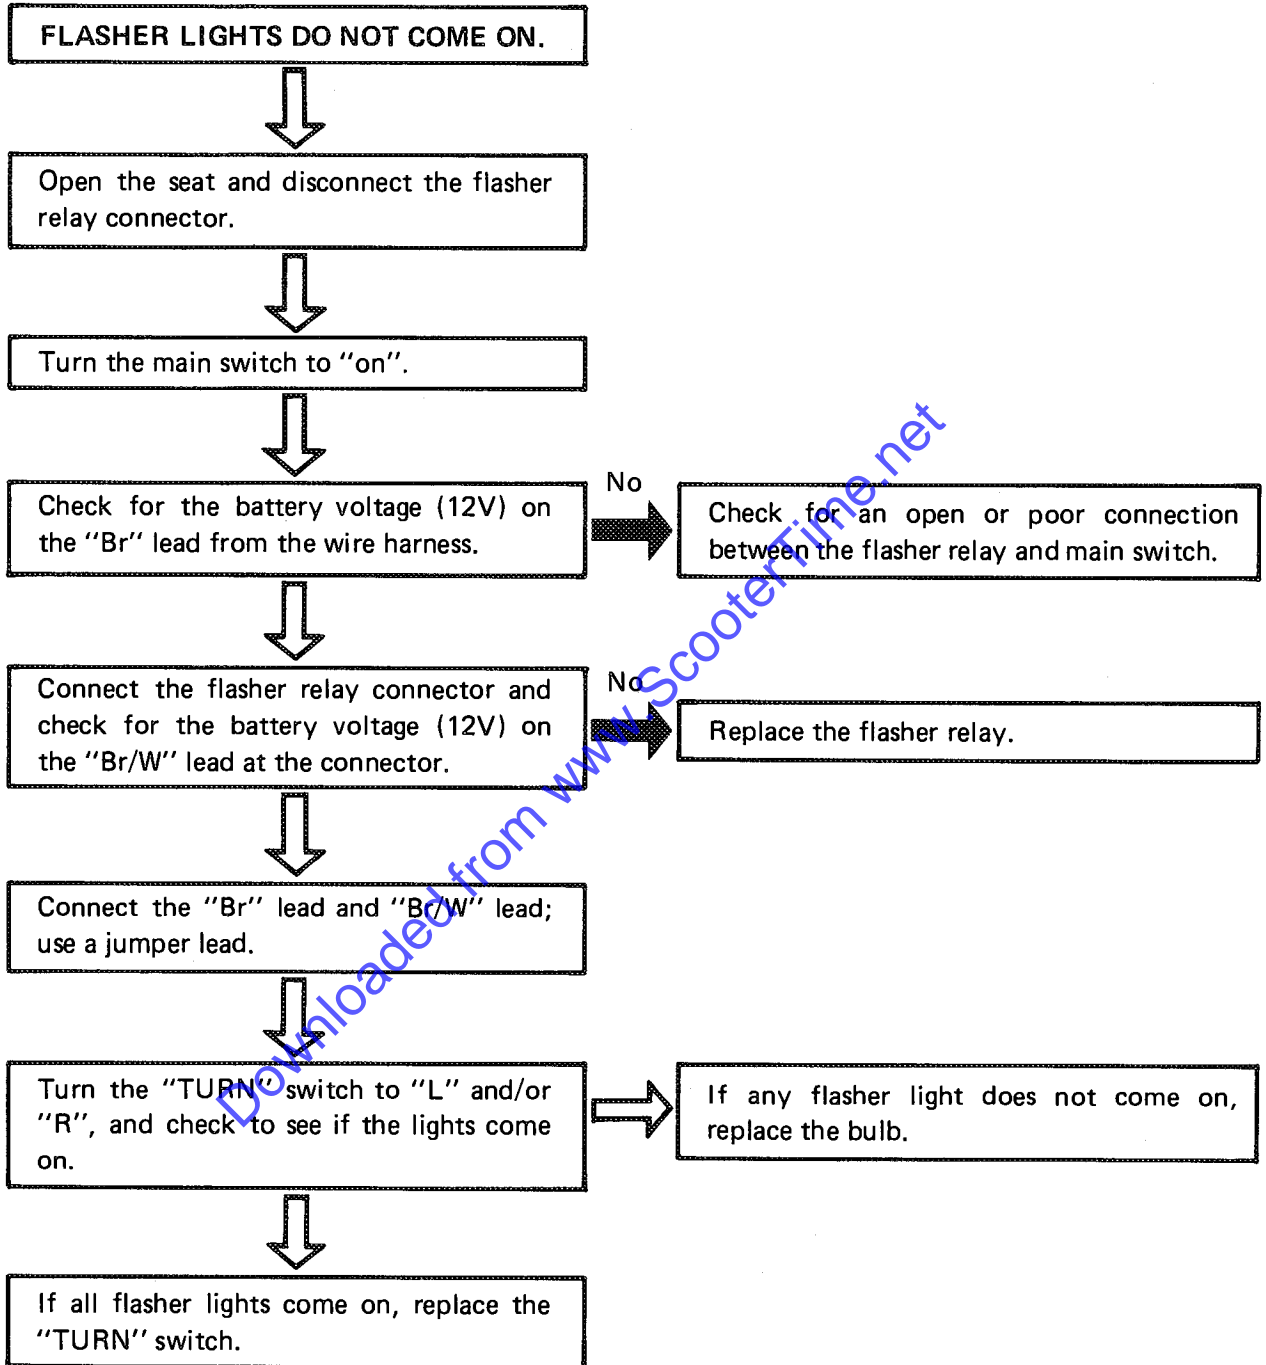 FLASHER LIGHTS DO NOT COME ON.
Open the seat and disconnect the flasher
relay connector.
Turn the main switch to "on".
Check for the battery voltage (12V) on
the "Br" lead from the wire harness.
No
Check for an open or poor connection
between the flasher relay and main switch.
Connect the flasher relay connector and
check for the battery voltage (12V) on
the "Br/W" lead at the connector.
No
Replace the flasher relay.
Connect the "Br" lead and "Br/W" lead;
use a jumper lead.
Turn the "TURN" switch to "L" and/or
"R", and check to see if the lights come
on.
If any flasher light does not come on,
replace the bulb.
If all flasher lights come on, replace the
"TURN" switch.
Downloaded from www.ScooterTime.net